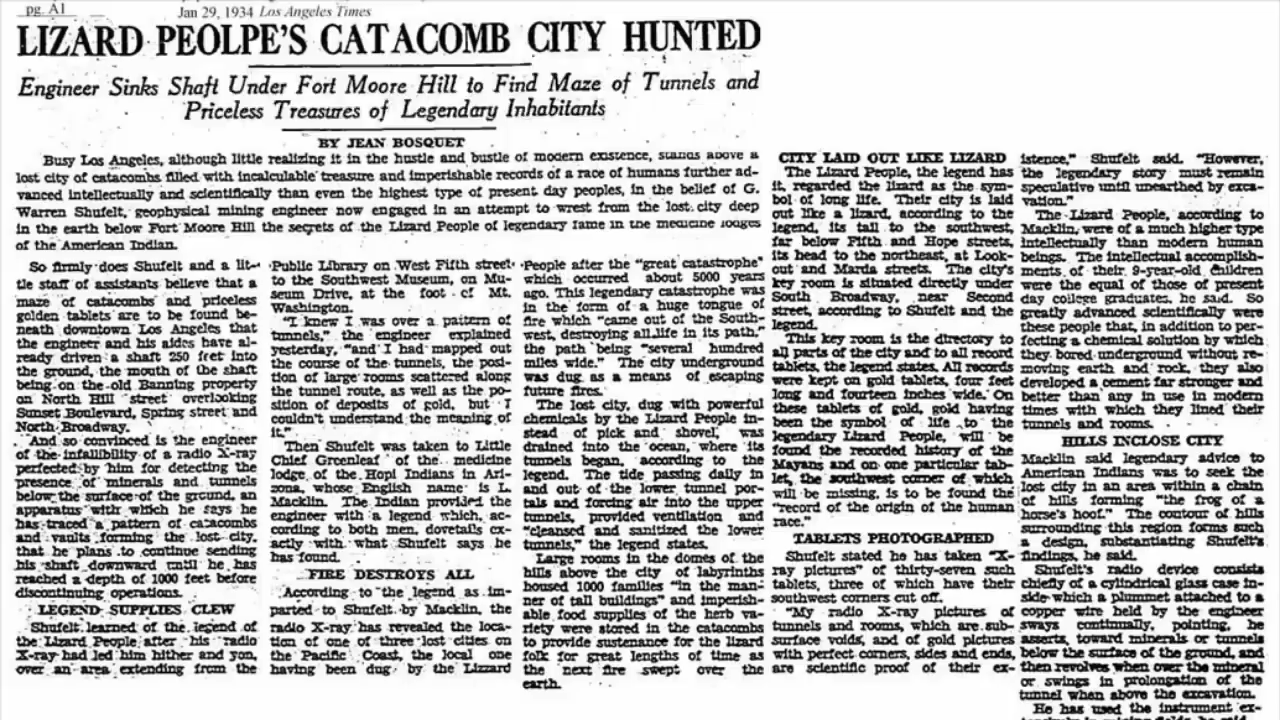 pg. A1
Jan 29, 1934 Los Angeles Times
LIZARD PEOLPE'S CATACOMB CITY HUNTED
Engineer Sinks Shaft Under Fort Moore Hill to Find Maze of Tunnels and
Priceless Treasures of Legendary Inhabitants
BY JEAN BOSQUET
Busy Los Angeles, although little realizing it in the hustle and bustle of modern existence, stands above a
lost city of catacombs filled with incalculable treasure and imperishable records of a race of humans further ad-
vanced intellectually and scientifically than even the highest type of present day peoples, in the belief of G.
Warren Shufelt, geophysical mining engineer now engaged in an attempt to wrest from the lost city deep
in the earth below Fort Moore Hill the secrets of the Lizard People of legendary fame in the medicine lodges
of the American Indian.
So firmly does Shufelt and a lit-
tle staff of assistants believe that a
maze of catacombs and priceless
golden tablets are to be found be-
neath downtown Los Angeles that
the engineer and his aides have al-
ready driven a shaft 250 feet into
the ground, the mouth of the shaft
being on the old Banning property
on North Hill street overlooking
Sunset Boulevard, Spring street and
North Broadway.
And so convinced is the engineer
of the infallibility of a radio X-ray
perfected by him for detecting the
presence of minerals and tunnels
below the surface of the ground, an
apparatus with which he says he
has traced a pattern of catacombs
and vaults forming the lost city,
that he plans to continue sending
his shaft downward until he has
reached a depth of 1000 feet before
discontinuing operations.
LEGEND SUPPLIES CLEW
Shufelt learned of the legend of
the Lizard People after his radio
X-ray had led him hither and yon,
over an area extending from the
Public Library on West Fifth street
to the Southwest Museum, on Mu-
seum Drive, at the foot of Mt.
Washington.
"I knew I was over a pattern of
tunnels," the engineer explained
yesterday, "and I had mapped out
the course of the tunnels, the posi-
tion of large rooms scattered along
the tunnel route, as well as the po-
sition of deposits of gold, but I
couldn't understand the meaning of
it."
Then Shufelt was taken to Little
Chief Greenleaf of the medicine
lodge of the Hopi Indians in Ari-
zona, whose English name is L.
Macklin. The Indian provided the
engineer with a legend which, ac-
cording to both men, dovetails ex-
actly with what Shufelt says he
has found.
FIRE DESTROYS ALL
According to the legend as im-
parted to Shufelt by Macklin, the
radio X-ray has revealed the loca-
tion of one of three lost cities on
the Pacific Coast, the local one
having been dug by the Lizzard
People after the "great catastrophe"
which occurred about 5000 years
ago. This legendary catastrophe was
in the form of a huge tongue of
fire which "came out of the South-
west, destroying all life in its path,"
the path being "several hundred
miles wide." The city underground
was dug as a means of escaping
future fires.
The lost city, dug with powerful
chemicals by the Lizard People in-
stead of pick and shovel, was
drained into the ocean, where its
tunnels began, according to the
legend. The tide passing daily in
and out of the lower tunnel por-
tals and forcing air into the upper
tunnels, provided ventilation and
"cleansed and sanitized the lower
tunnels," the legend states.
Large rooms in the domes of the
hills above the city of labyrinths
housed 1000 families "in the man-
ner of tall buildings" and imperish-
able food supplies of the herb va-
riety were stored in the catacombs
to provide sustenance for the lizard
folk for great lengths of time as
the next fire swept over the
earth.
CITY LAID OUT LIKE LIZARD
The Lizard People, the legend has
it, regarded the lizard as the sym-
bol of long life. Their city is laid
out like a lizard, according to the
legend, its tail to the southwest,
far below Fifth and Hope streets,
its head to the northeast, at Look-
out and Marda streets. The city's
key room is situated directly under
South Broadway, near Second
street, according to Shufelt and the
legend.
This key room is the directory to
all parts of the city and to all record
tablets, the legend states. All records
were kept on gold tablets, four feet
long and fourteen inches wide. On
these tablets of gold, gold having
been the symbol of life to the
legendary Lizard People, will be
found the recorded history of the
Mayans and on one particular tab-
let, the southwest corner of which
will be missing, is to be found the
"record of the origin of the human
race."
TABLETS PHOTOGRAPHED
Shufelt stated he has taken "X-
ray pictures" of thirty-seven such
tablets, three of which have their
southwest corners cut off.
"My radio X-ray pictures of
tunnels and rooms, which are sub-
surface voids, and of gold pictures
with perfect corners, sides and ends,
are scientific proof of their ex-
istence," Shufelt said. "However,
the legendary story must remain
speculative until unearthed by exca-
vation."
The Lizard People, according to
Macklin, were of a much higher type
intellectually than modern human
beings. The intellectual accomplish-
ments of their 9-year-old children
were the equal of those of present
day college graduates, he said. So
greatly advanced scientifically were
these people that, in addition to per-
fecting a chemical solution by which
they bored underground without re-
moving earth and rock, they also
developed a cement far stronger and
better than any in use in modern
times with which they lined their
tunnels and rooms.
HILLS INCLOSE CITY
Macklin said legendary advice to
American Indians was to seek the
lost city in an area within a chain
of hills forming "the frog of a
horse's hoof." The contour of hills
surrounding this region forms such
a design, substantiating Shufelt's
findings, he said.
Shufelt's radio device consists
chiefly of a cylindrical glass case in-
side which a plummet attached to a
copper wire held by the engineer
sways continually, pointing, he
asserts, toward minerals or tunnels
below the surface of the ground, and
then revolves when over the mineral
or swings in prolongation of the
tunnel when above the excavation.
He has used the instrument ex-